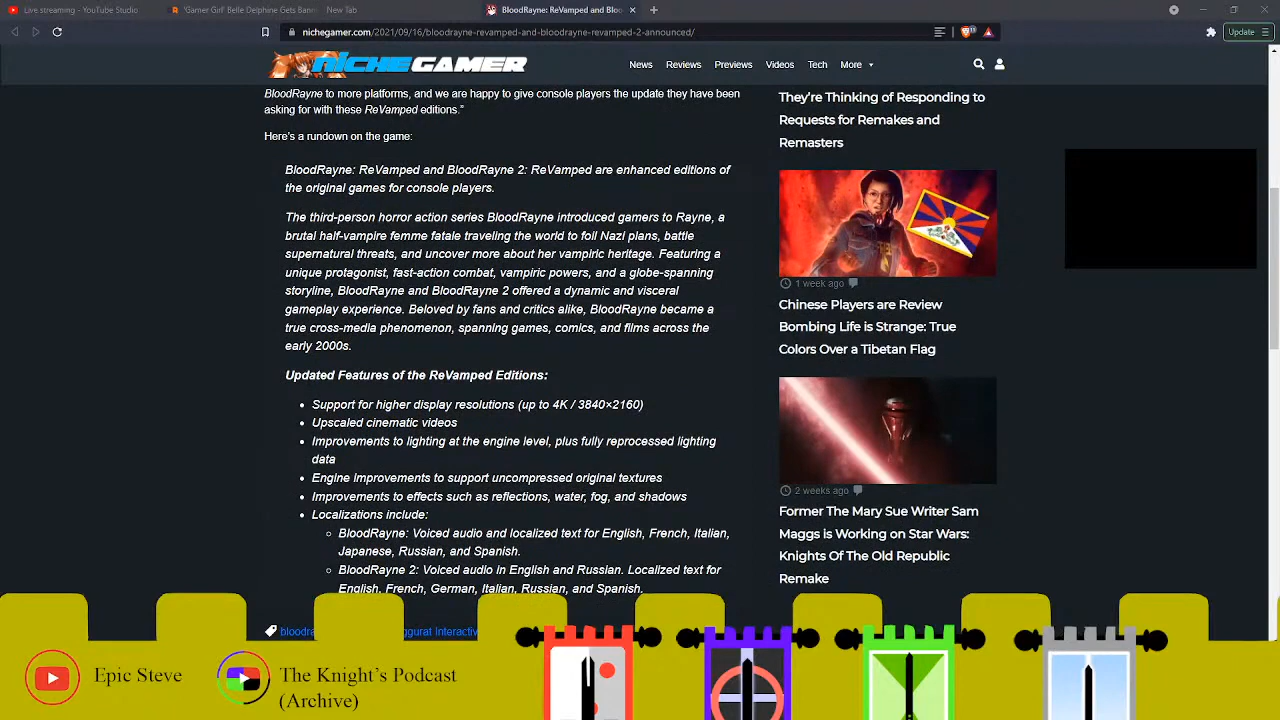 Live streaming - YouTube Studio
'Gamer Girl' Belle Delphine Gets Bann
New Tab
BloodRayne: ReVamped and Bloo
nichegamer.com/2021/09/16/bloodrayne-revamped-and-bloodrayne-revamped-2-announced/
Update
NICHEGAMER
News Reviews Previews Videos Tech More
BloodRayne to more platforms, and we are happy to give console players the update they have been
asking for with these ReVamped editions."
Here's a rundown on the game:
BloodRayne: ReVamped and BloodRayne 2: ReVamped are enhanced editions of
the original games for console players.
The third-person horror action series BloodRayne introduced gamers to Rayne, a
brutal half-vampire femme fatale traveling the world to foil Nazi plans, battle
supernatural threats, and uncover more about her vampiric heritage. Featuring a
unique protagonist, fast-action combat, vampiric powers, and a globe-spanning
storyline, BloodRayne and BloodRayne 2 offered a dynamic and visceral
gameplay experience. Beloved by fans and critics alike, BloodRayne became a
true cross-media phenomenon, spanning games, comics, and films across the
early 2000s.
Updated Features of the ReVamped Editions:
• Support for higher display resolutions (up to 4K / 3840×2160)
• Upscaled cinematic videos
• Improvements to lighting at the engine level, plus fully reprocessed lighting
data
• Engine improvements to support uncompressed original textures
• Improvements to effects such as reflections, water, fog, and shadows
• Localizations include:
BloodRayne: Voiced audio and localized text for English, French, Italian,
Japanese, Russian, and Spanish.
BloodRayne 2: Voiced audio in English and Russian. Localized text for
English, French, German, Italian, Russian, and Spanish.
They're Thinking of Responding to
Requests for Remakes and
Remasters
1 week ago
Chinese Players are Review
Bombing Life is Strange: True
Colors Over a Tibetan Flag
2 weeks ago
Former The Mary Sue Writer Sam
Maggs is Working on Star Wars:
Knights Of The Old Republic
Remake
Epic Steve
The Knight's Podcast
(Archive)